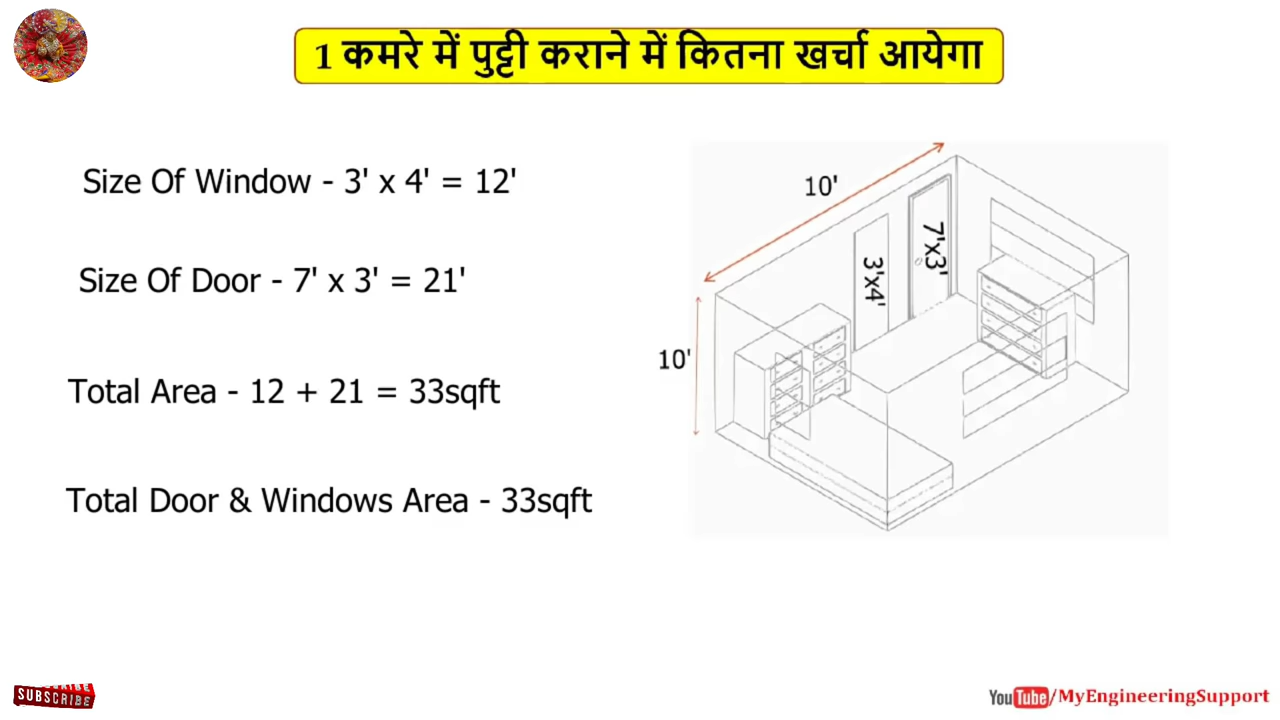 1 कमरे में पुट्टी कराने में कितना खर्चा आयेगा
Size Of Window - 3' x 4' = 12'
Size Of Door - 7' x 3' = 21'
Total Area - 12 + 21 = 33sqft
Total Door & Windows Area - 33sqft
10'
7'x3'
3'x4'
10'
SUBSCRIBE
YouTube/MyEngineeringSupport